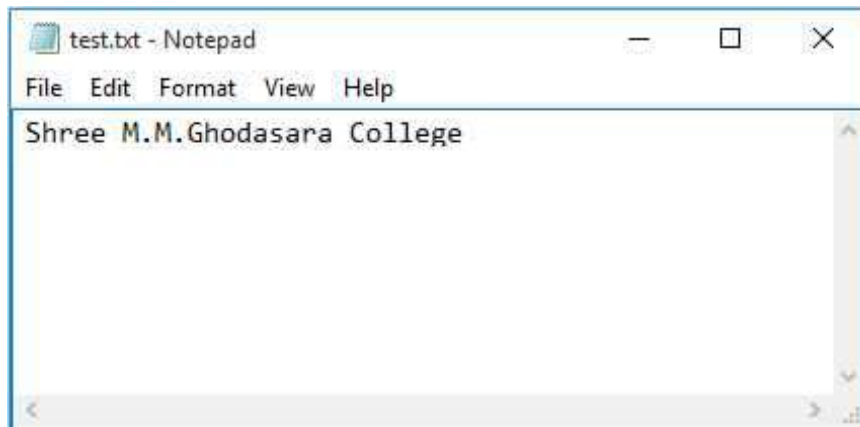 test.txt - Notepad
File Edit Format View Help
Shree M.M.Ghodasara College